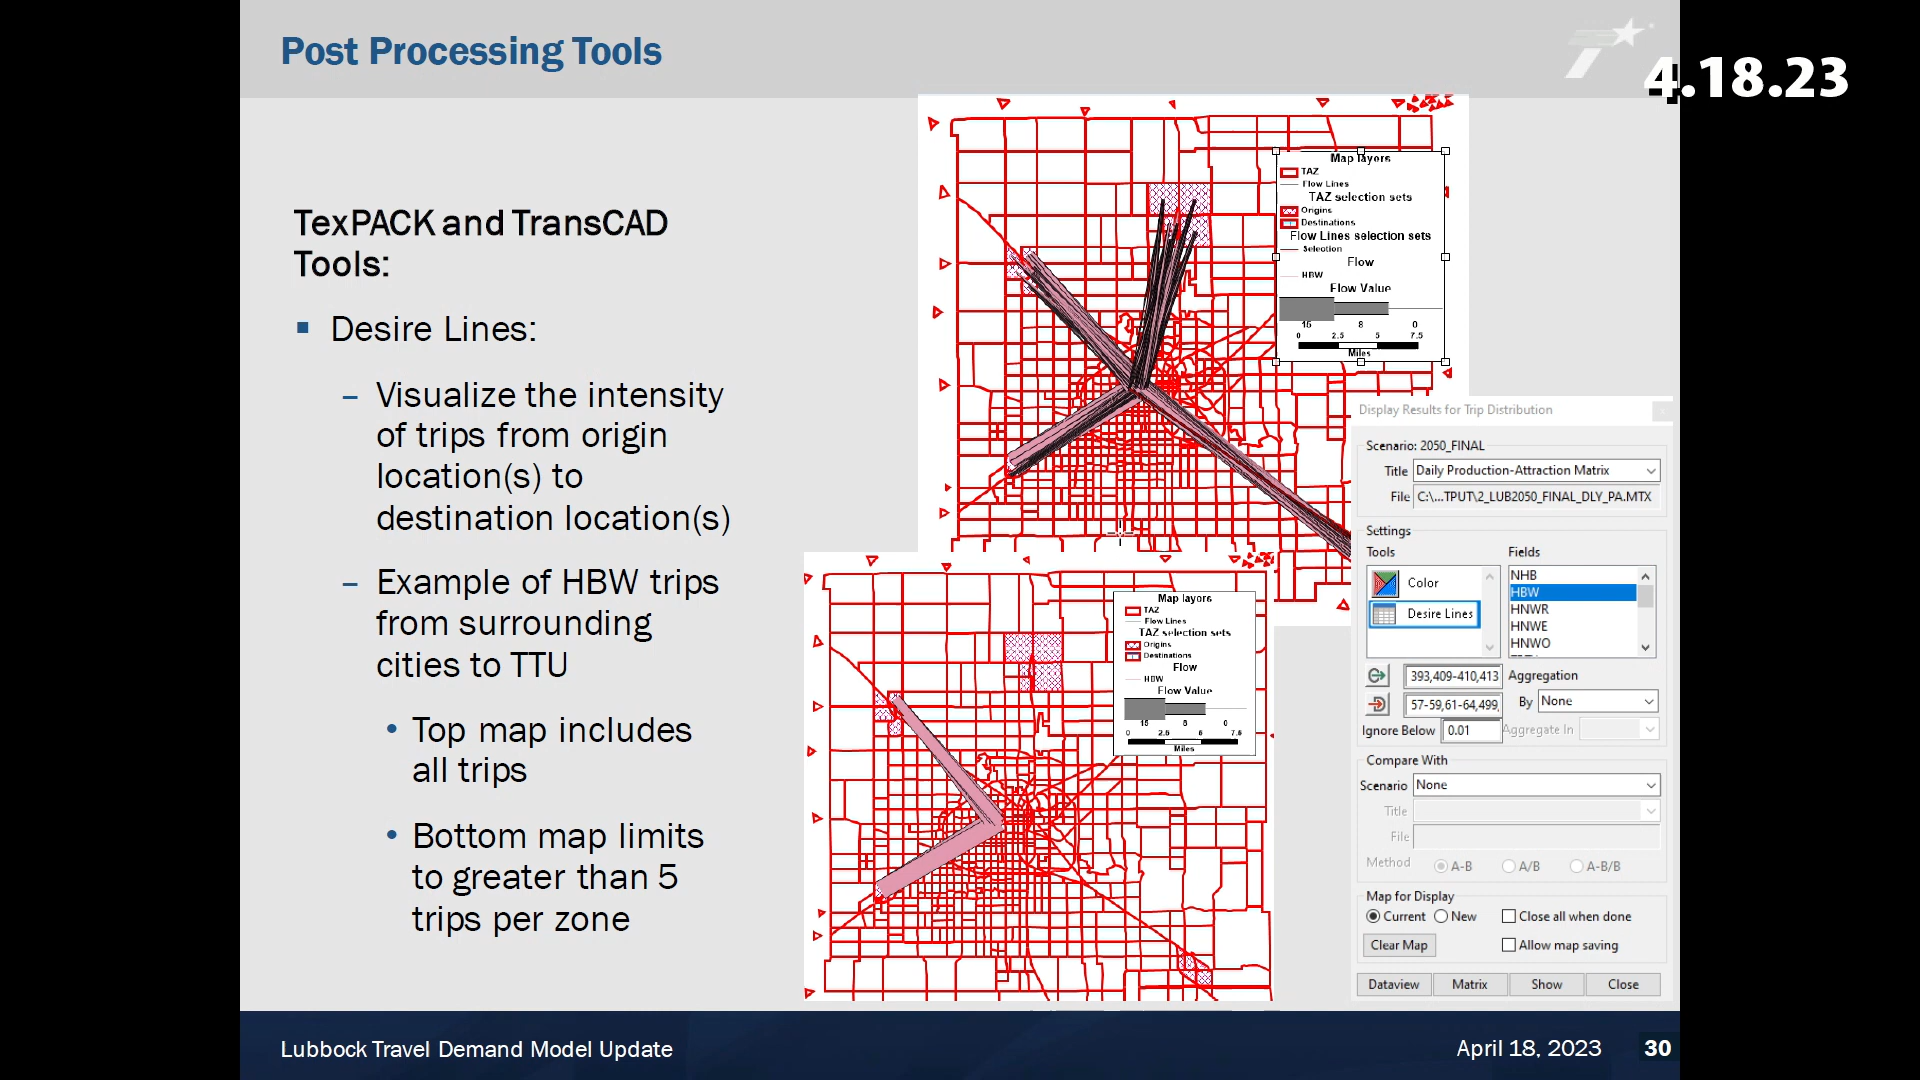 Post Processing Tools
4.18.23
TexPACK and TransCAD
Tools:
Desire Lines:
– Visualize the intensity
of trips from origin
location(s) to
destination location(s)
– Example of HBW trips
from surrounding
cities to TTU
• Top map includes
all trips
• Bottom map limits
to greater than 5
trips per zone
Map layers
TAZ
Flow Lines
TAZ selection sets
Origins
Destinations
Flow Lines selection sets
Selection
Flow
HBW
Flow Value
15 8 0
0 2.5 5 7.5
Miles
Map layers
TAZ
Flow Lines
TAZ selection sets
Origins
Destinations
Flow
HBW
Flow Value
15 8 0
0 2.5 5 7.5
Miles
Display Results for Trip Distribution
Scenario: 2050_FINAL
Title Daily Production-Attraction Matrix
File C:\...TPUT\2_LUB2050_FINAL_DLY_PA.MTX
Settings
Tools Fields
Color
Desire Lines
NHB
HBW
HNWR
HNWE
HNWO
393,409-410,413 Aggregation
57-59,61-64,499, By None
Ignore Below 0.01 Aggregate In
Compare With
Scenario None
Title
File
Method A-B A/B A-B/B
Map for Display
Current New Close all when done
Clear Map Allow map saving
Dataview Matrix Show Close
Lubbock Travel Demand Model Update
April 18, 2023 30